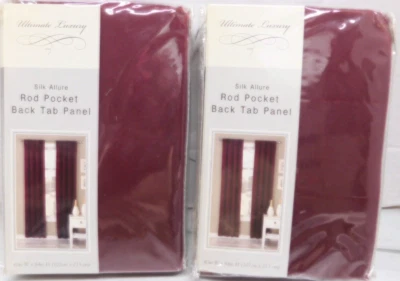 Ultimate Luxury
Silk Allure
Rod Pocket
Back Tab Panel
Ultimate Luxury
Silk Allure
Rod Pocket
Back Tab Panel